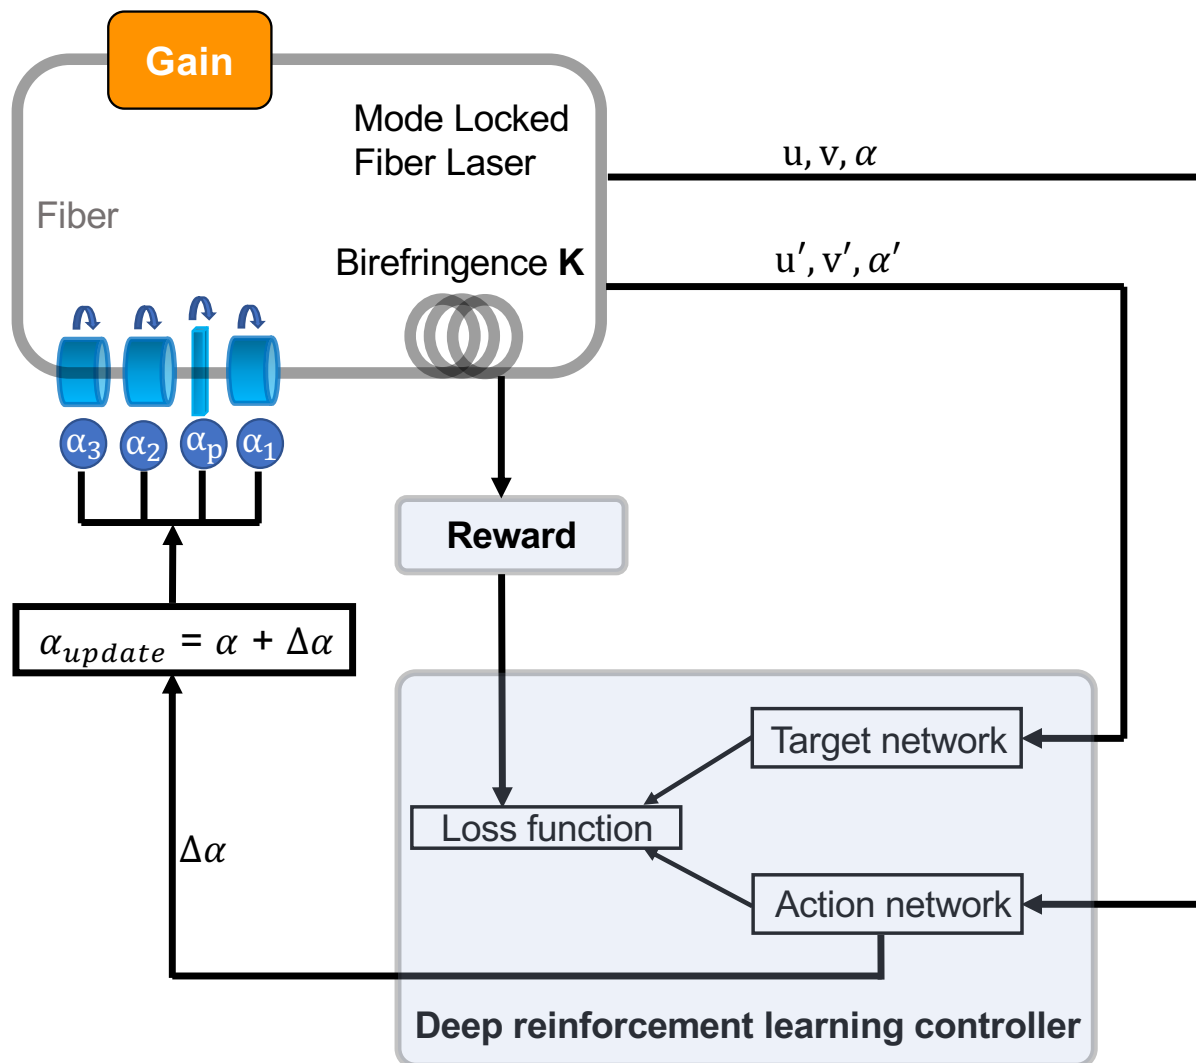 Gain
Mode Locked
Fiber Laser
u, v, α
Fiber
u′, v′, α′
Birefringence K
α₃ α₂ αₚ α₁
Reward
α_update = α + Δα
Target network
Loss function
Δα
Action network
Deep reinforcement learning controller